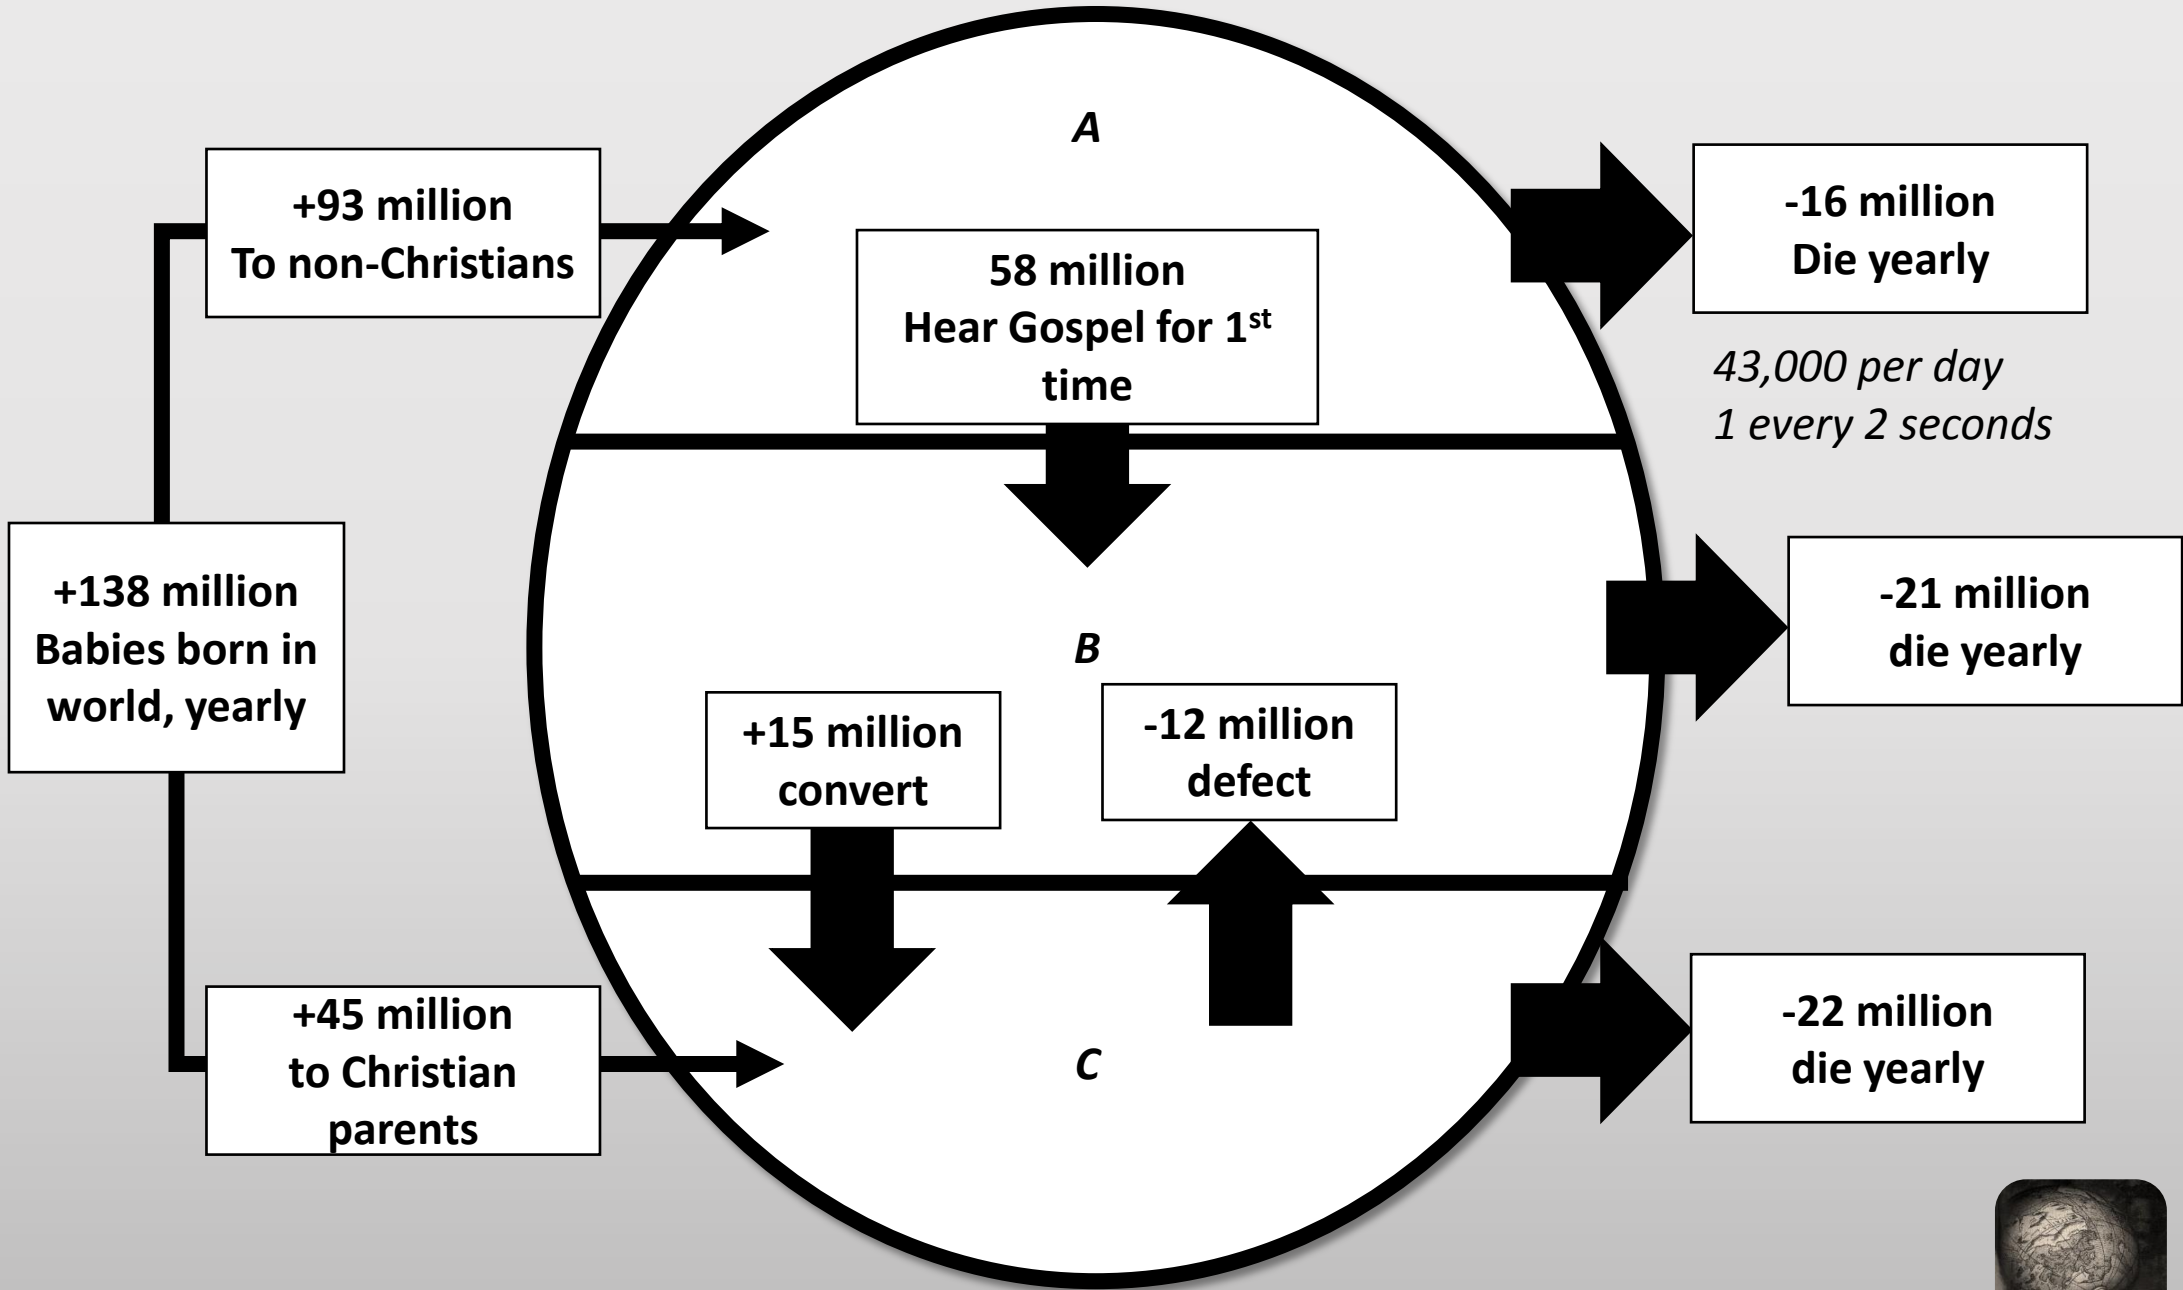 A
+93 million
To non-Christians
58 million
Hear Gospel for 1st
time
-16 million
Die yearly
43,000 per day
1 every 2 seconds
+138 million
Babies born in
world, yearly
B
+15 million
convert
-12 million
defect
-21 million
die yearly
+45 million
to Christian
parents
C
-22 million
die yearly